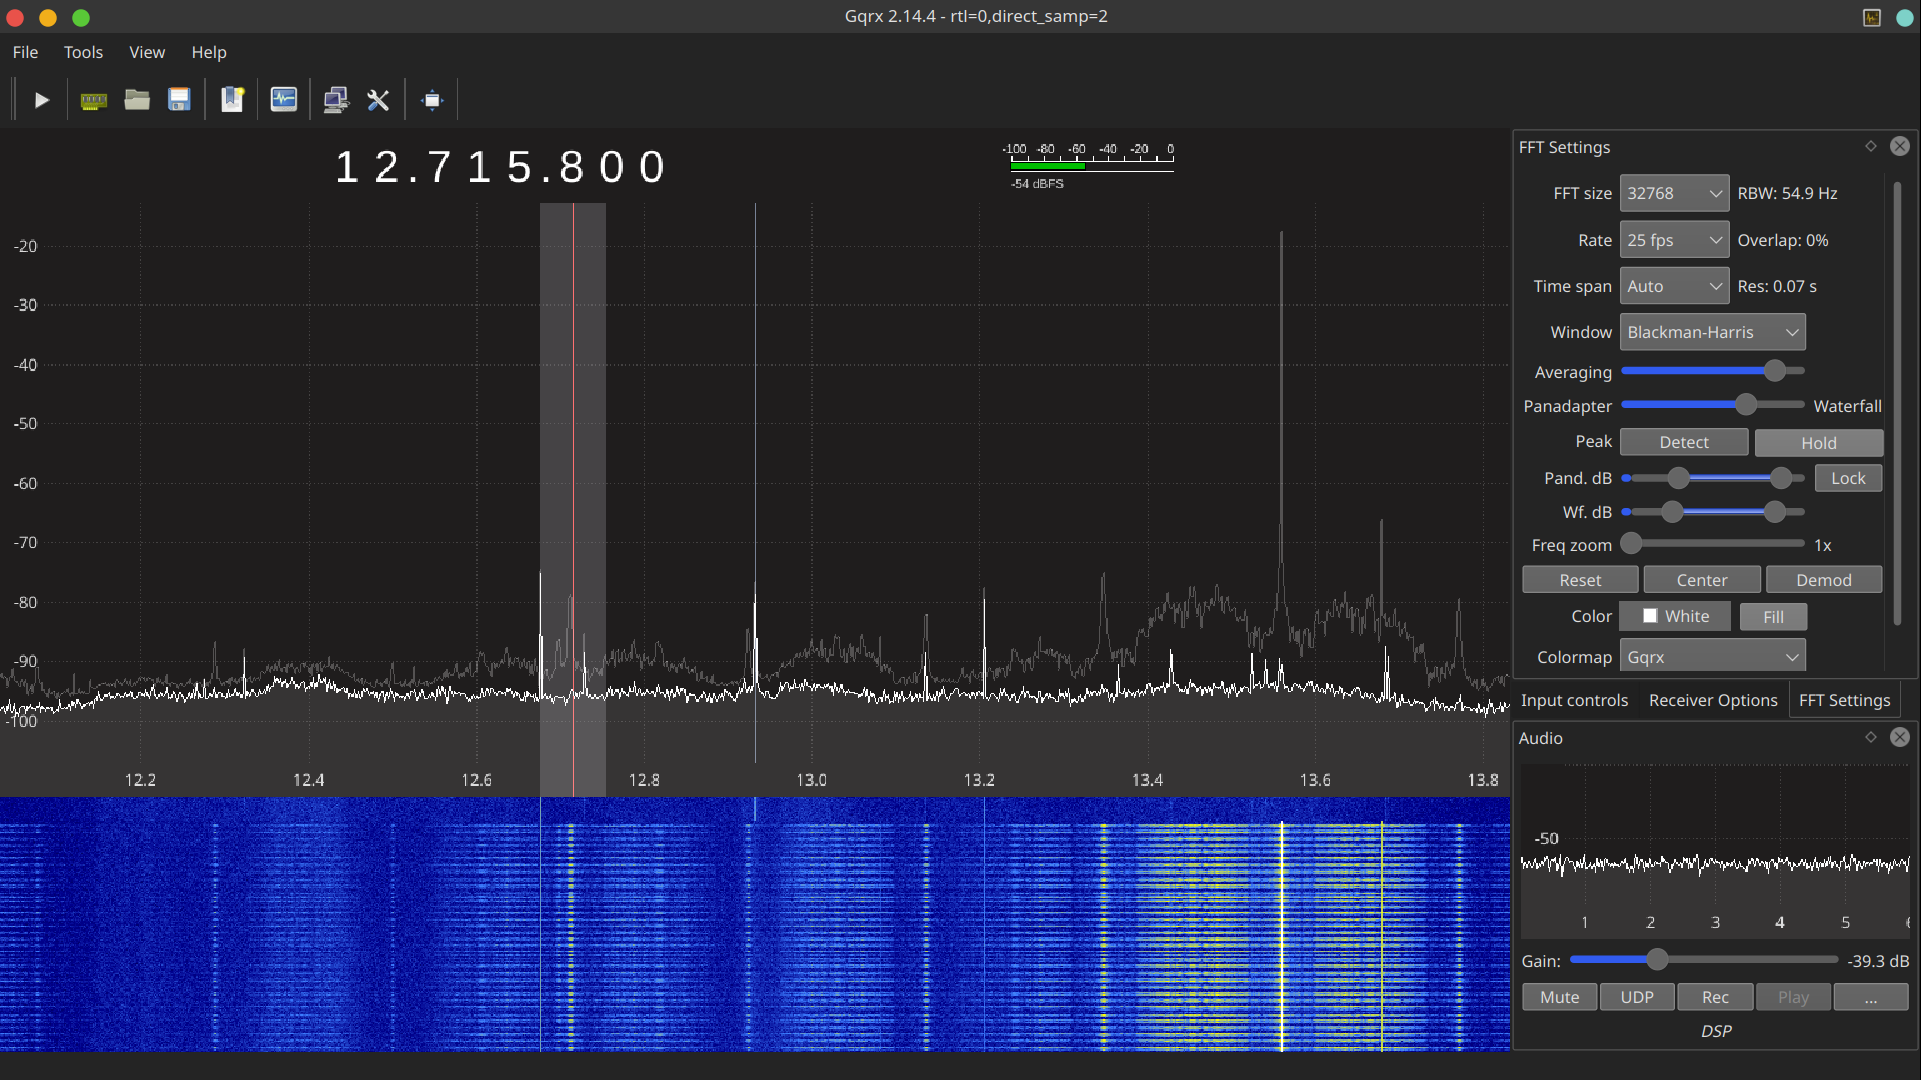 Gqrx 2.14.4 - rtl=0,direct_samp=2
File Tools View Help
12.715.800
-100 -80 -60 -40 -20 0
-54 dBFS
-20
-30
-40
-50
-60
-70
-80
-90
-100
12.2 12.4 12.6 12.8 13.0 13.2 13.4 13.6 13.8
FFT Settings
FFT size 32768 RBW: 54.9 Hz
Rate 25 fps Overlap: 0%
Time span Auto Res: 0.07 s
Window Blackman-Harris
Averaging
Panadapter Waterfall
Peak Detect Hold
Pand. dB Lock
Wf. dB
Freq zoom 1x
Reset Center Demod
Color White Fill
Colormap Gqrx
Input controls Receiver Options FFT Settings
Audio
-50
1 2 3 4 5
Gain: -39.3 dB
Mute UDP Rec Play ...
DSP